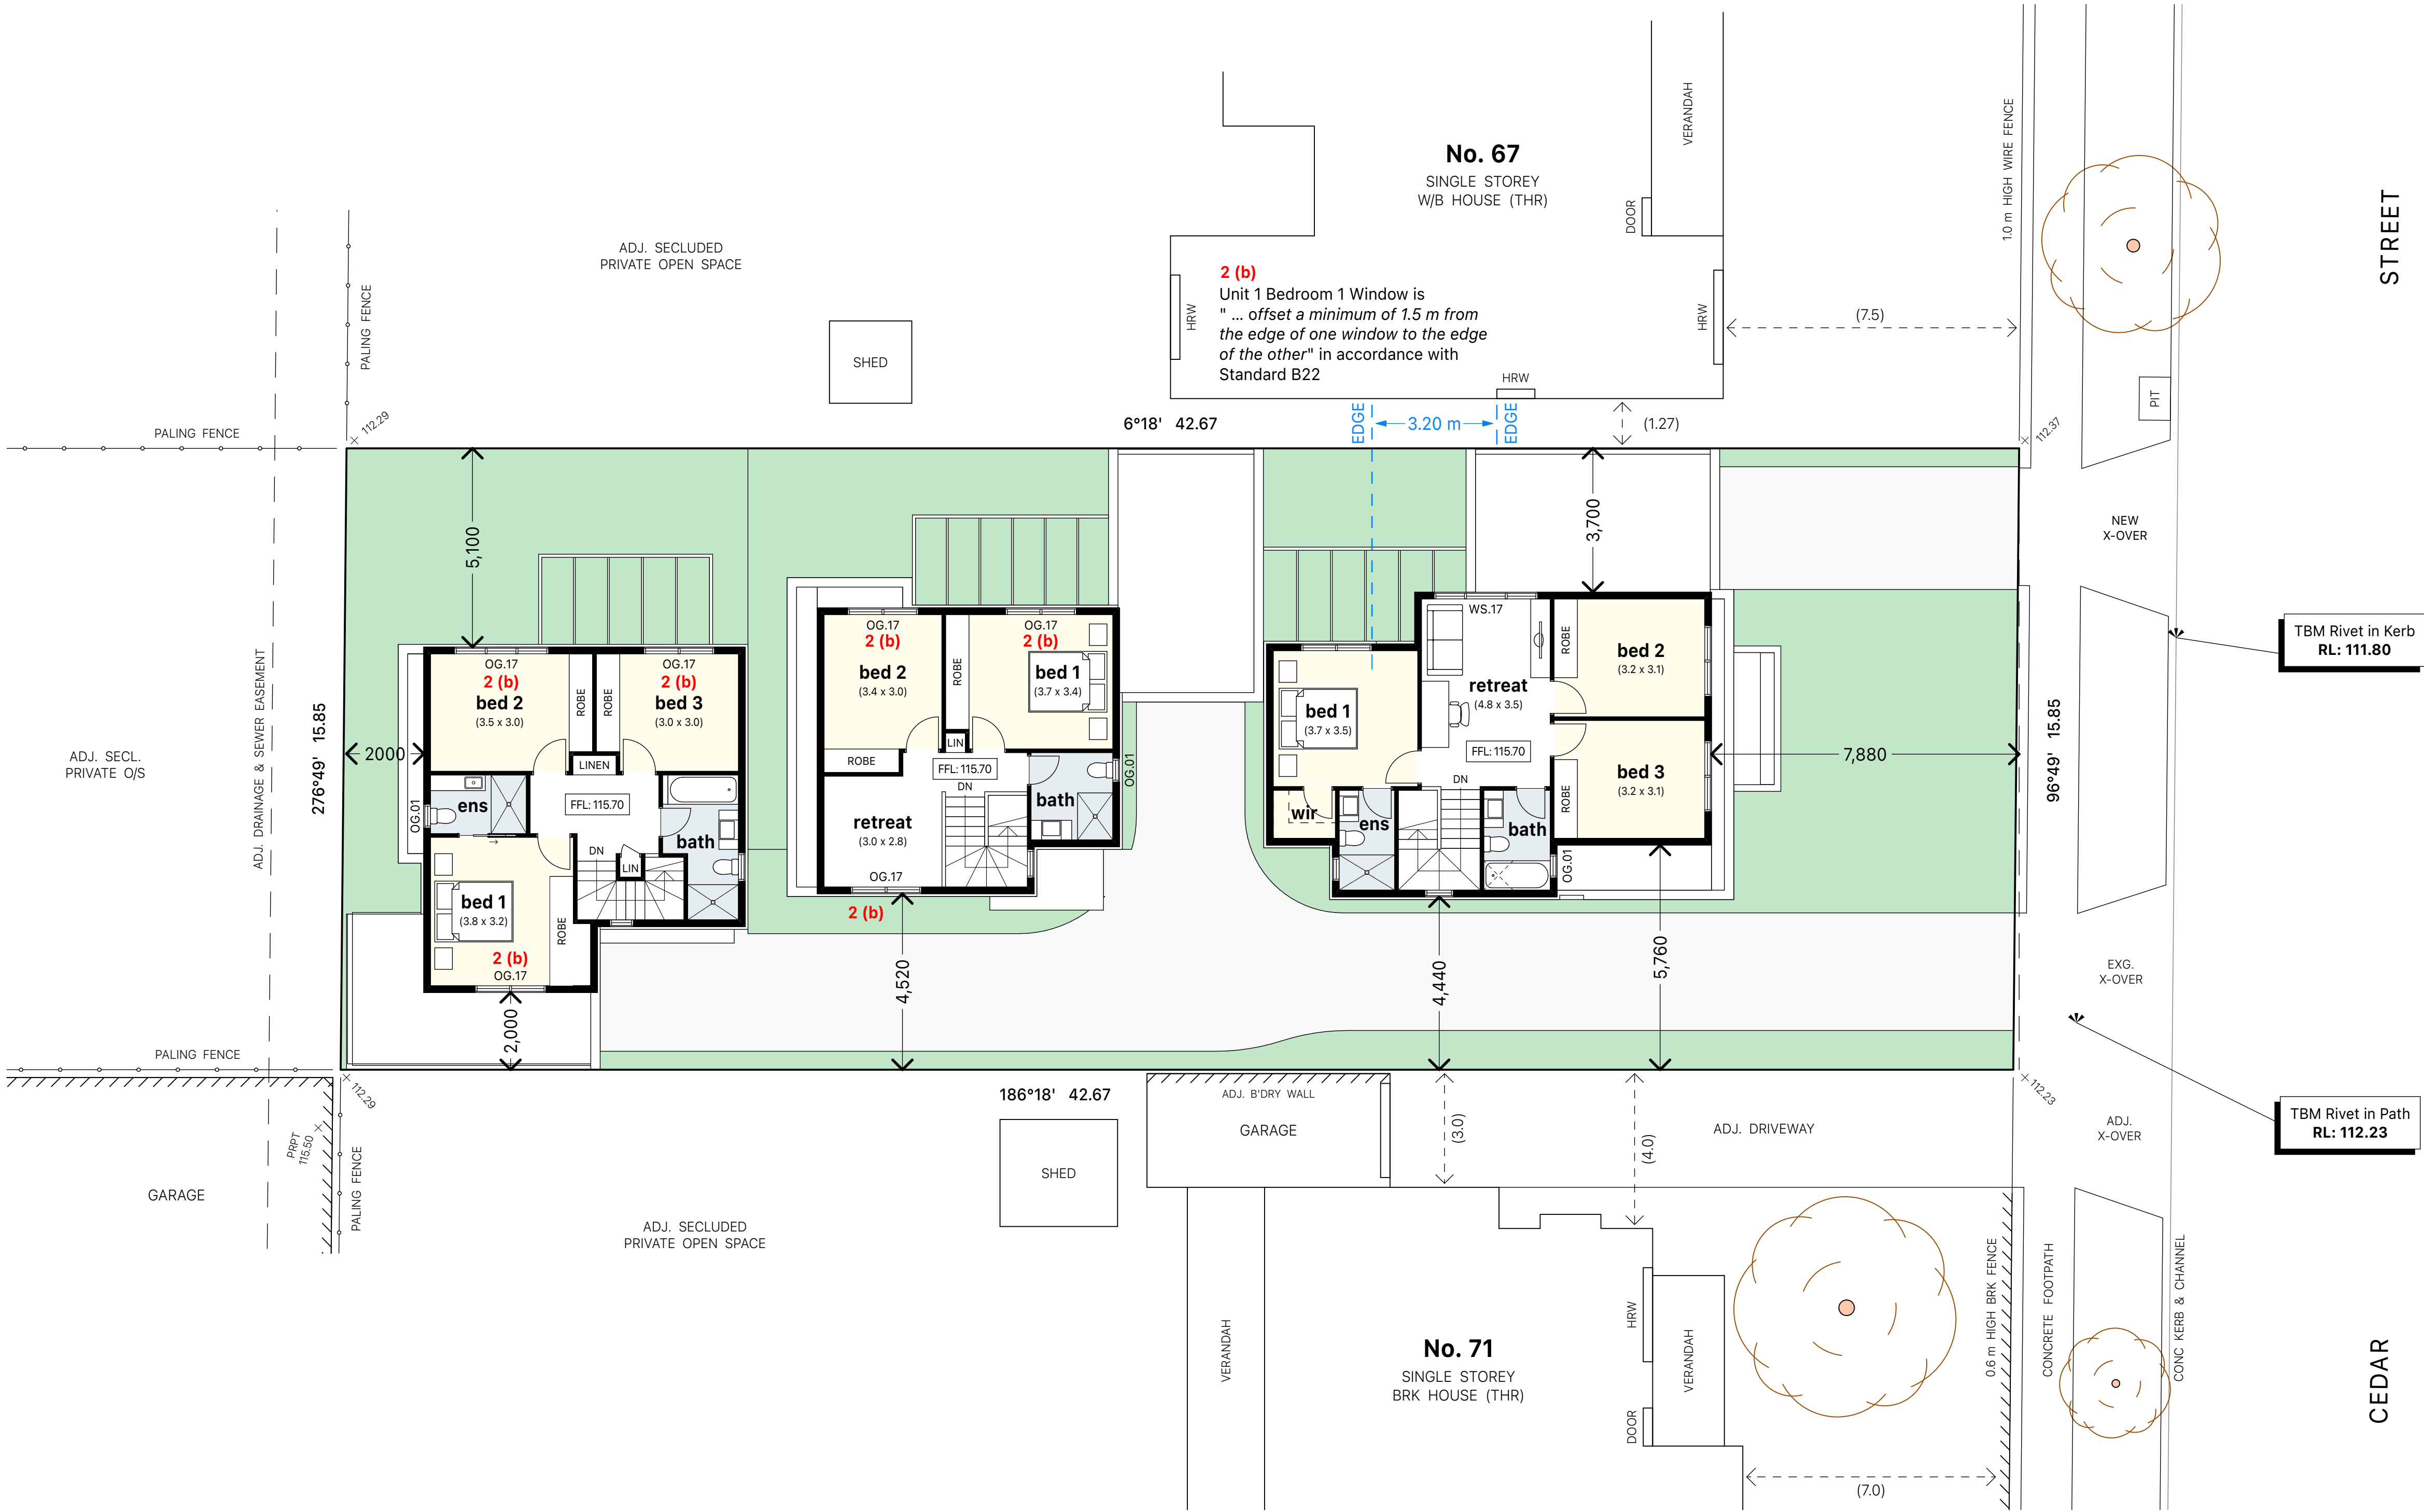 VERANDAH
No. 67
SINGLE STOREY
W/B HOUSE (THR)
DOOR
1.0 m HIGH WIRE FENCE
STREET
ADJ. SECLUDED
PRIVATE OPEN SPACE
PALING FENCE
SHED
HRW
2 (b)
Unit 1 Bedroom 1 Window is
" ... offset a minimum of 1.5 m from
the edge of one window to the edge
of the other" in accordance with
Standard B22
HRW
HRW
(7.5)
PIT
PALING FENCE
112.29
6°18' 42.67
EDGE
3.20 m
EDGE
(1.27)
112.37
5,100
3,700
NEW
X-OVER
TBM Rivet in Kerb
RL: 111.80
ADJ. DRAINAGE & SEWER EASEMENT
ADJ. SECL.
PRIVATE O/S
276°49' 15.85
2000
OG.17
2 (b)
bed 2
(3.5 x 3.0)
ROBE
ROBE
OG.17
2 (b)
bed 3
(3.0 x 3.0)
LINEN
OG.01
ens
FFL: 115.70
bath
DN
LIN
bed 1
(3.8 x 3.2)
ROBE
2 (b)
OG.17
2,000
OG.17
2 (b)
bed 2
(3.4 x 3.0)
ROBE
OG.17
2 (b)
bed 1
(3.7 x 3.4)
LIN
ROBE
FFL: 115.70
DN
bath
OG.01
retreat
(3.0 x 2.8)
OG.17
2 (b)
4,520
WS.17
ROBE
bed 2
(3.2 x 3.1)
retreat
(4.8 x 3.5)
bed 1
(3.7 x 3.5)
FFL: 115.70
DN
bed 3
(3.2 x 3.1)
ROBE
wir
ens
bath
OG.01
7,880
96°49' 15.85
4,440
5,760
EXG.
X-OVER
PALING FENCE
112.29
186°18' 42.67
ADJ. B'DRY WALL
GARAGE
(3.0)
(4.0)
ADJ. DRIVEWAY
112.23
ADJ.
X-OVER
TBM Rivet in Path
RL: 112.23
PRPT
115.50
GARAGE
PALING FENCE
SHED
ADJ. SECLUDED
PRIVATE OPEN SPACE
VERANDAH
No. 71
SINGLE STOREY
BRK HOUSE (THR)
HRW
VERANDAH
DOOR
(7.0)
0.6 m HIGH BRK FENCE
CONCRETE FOOTPATH
CONC KERB & CHANNEL
CEDAR